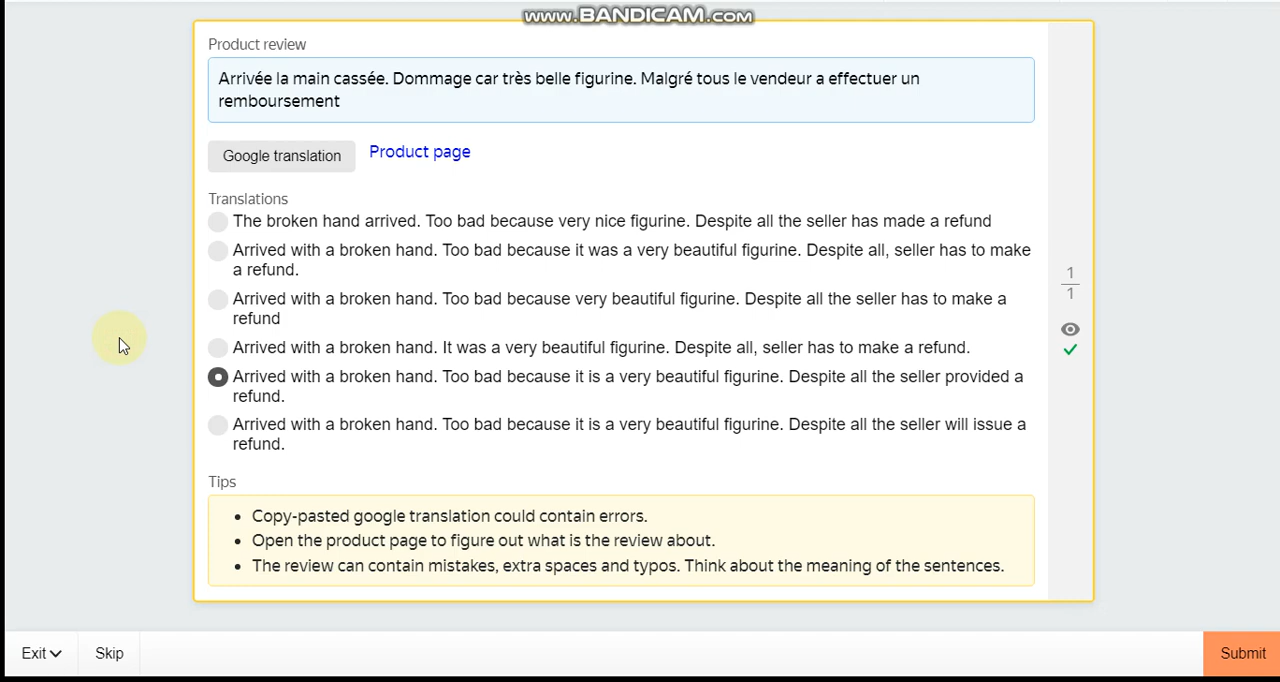 www.BANDICAM.com
Product review
Arrivée la main cassée. Dommage car très belle figurine. Malgré tous le vendeur a effectuer un
remboursement
Google translation
Product page
Translations
The broken hand arrived. Too bad because very nice figurine. Despite all the seller has made a refund
Arrived with a broken hand. Too bad because it was a very beautiful figurine. Despite all, seller has to make
a refund.
Arrived with a broken hand. Too bad because very beautiful figurine. Despite all the seller has to make a
refund
Arrived with a broken hand. It was a very beautiful figurine. Despite all, seller has to make a refund.
Arrived with a broken hand. Too bad because it is a very beautiful figurine. Despite all the seller provided a
refund.
Arrived with a broken hand. Too bad because it is a very beautiful figurine. Despite all the seller will issue a
refund.
1
1
Tips
• Copy-pasted google translation could contain errors.
• Open the product page to figure out what is the review about.
• The review can contain mistakes, extra spaces and typos. Think about the meaning of the sentences.
Exit
Skip
Submit